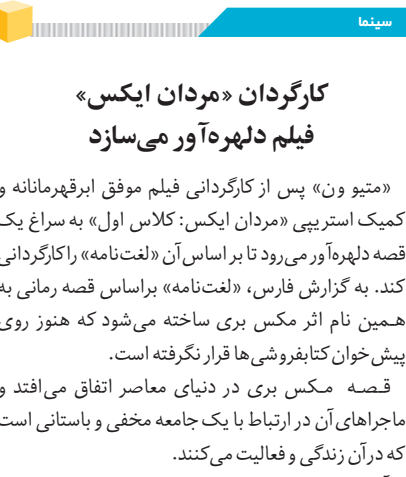 سینما
کارگردان «مردان ایکس»
فیلم دلهره‌آور می‌سازد
«متیو ون» پس از کارگردانی فیلم موفق ابرقهرمانانه و
کمیک استریپی «مردان ایکس: کلاس اول» به سراغ یک
قصه دلهره‌آور می‌رود تا بر اساس آن «لغت‌نامه» را کارگردانی
کند. به گزارش فارس، «لغت‌نامه» براساس قصه رمانی به
همین نام اثر مکس بری ساخته می‌شود که هنوز روی
پیش‌خوان کتابفروشی‌ها قرار نگرفته است.
قصه مکس بری در دنیای معاصر اتفاق می‌افتد و
ماجراهای آن در ارتباط با یک جامعه مخفی و باستانی است
که در آن زندگی و فعالیت می‌کنند.